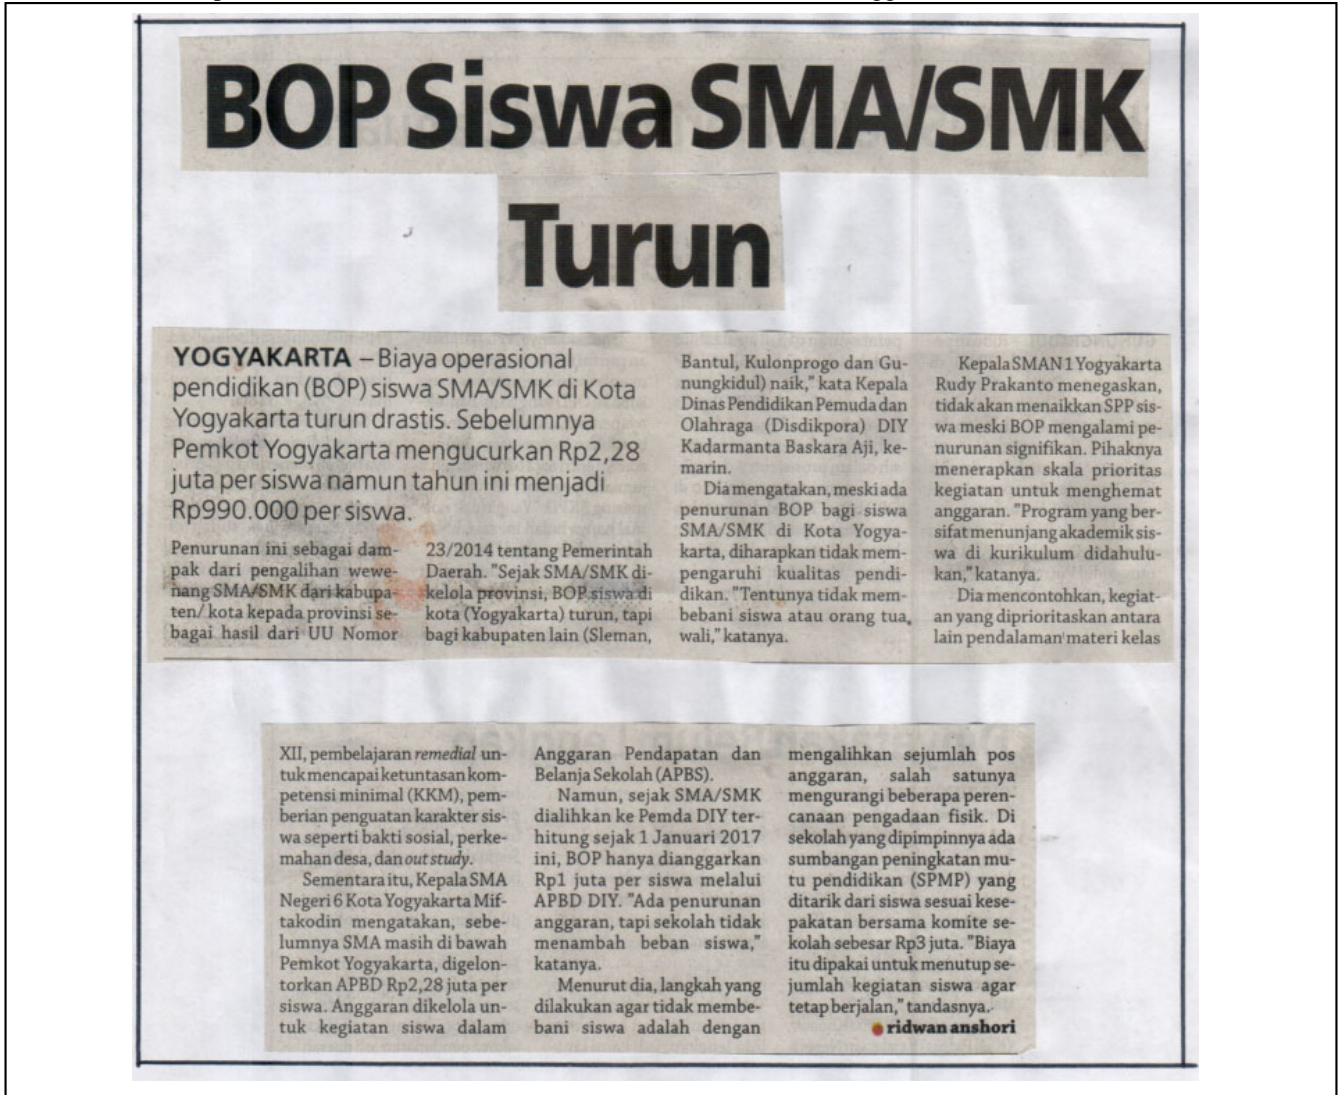 BOP Siswa SMA/SMK
Turun
YOGYAKARTA – Biaya operasional
pendidikan (BOP) siswa SMA/SMK di Kota
Yogyakarta turun drastis. Sebelumnya
Pemkot Yogyakarta mengucurkan Rp2,28
juta per siswa namun tahun ini menjadi
Rp990.000 per siswa.
Penurunan ini sebagai dam-
pak dari pengalihan wewe-
nang SMA/SMK dari kabupa-
ten/ kota kepada provinsi se-
bagai hasil dari UU Nomor
23/2014 tentang Pemerintah
Daerah. "Sejak SMA/SMK di-
kelola provinsi, BOP siswa di
kota (Yogyakarta) turun, tapi
bagi kabupaten lain (Sleman,
Bantul, Kulonprogo dan Gu-
nungkidul) naik," kata Kepala
Dinas Pendidikan Pemuda dan
Olahraga (Disdikpora) DIY
Kadarmanta Baskara Aji, ke-
marin.
Dia mengatakan, meski ada
penurunan BOP bagi siswa
SMA/SMK di Kota Yogya-
karta, diharapkan tidak mem-
pengaruhi kualitas pendi-
dikan. "Tentunya tidak mem-
bebani siswa atau orang tua,
wali," katanya.
Kepala SMAN 1 Yogyakarta
Rudy Prakanto menegaskan,
tidak akan menaikkan SPP sis-
wa meski BOP mengalami pe-
nurunan signifikan. Pihaknya
menerapkan skala prioritas
kegiatan untuk menghemat
anggaran. "Program yang ber-
sifat menunjang akademik sis-
wa di kurikulum didahulu-
kan," katanya.
Dia mencontohkan, kegiat-
an yang diprioritaskan antara
lain pendalaman materi kelas
XII, pembelajaran remedial un-
tuk mencapai ketuntasan kom-
petensi minimal (KKM), pem-
berian penguatan karakter sis-
wa seperti bakti sosial, perke-
mahan desa, dan out study.
Sementara itu, Kepala SMA
Negeri 6 Kota Yogyakarta Mif-
takodin mengatakan, sebe-
lumnya SMA masih di bawah
Pemkot Yogyakarta, digelon-
torkan APBD Rp2,28 juta per
siswa. Anggaran dikelola un-
tuk kegiatan siswa dalam
Anggaran Pendapatan dan
Belanja Sekolah (APBS).
Namun, sejak SMA/SMK
dialihkan ke Pemda DIY ter-
hitung sejak 1 Januari 2017
ini, BOP hanya dianggarkan
Rp1 juta per siswa melalui
APBD DIY. "Ada penurunan
anggaran, tapi sekolah tidak
menambah beban siswa,"
katanya.
Menurut dia, langkah yang
dilakukan agar tidak membe-
bani siswa adalah dengan
mengalihkan sejumlah pos
anggaran, salah satunya
mengurangi beberapa peren-
canaan pengadaan fisik. Di
sekolah yang dipimpinnya ada
sumbangan peningkatan mu-
tu pendidikan (SPMP) yang
ditarik dari siswa sesuai kese-
pakatan bersama komite se-
kolah sebesar Rp3 juta. "Biaya
itu dipakai untuk menutup se-
jumlah kegiatan siswa agar
tetap berjalan," tandasnya.
ridwan anshori